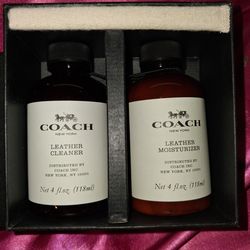 COACH
NEW YORK
LEATHER
CLEANER
DISTRIBUTED BY
COACH INC.
NEW YORK, NY 10001
Net 4 fl.oz. (118ml)
COACH
NEW YORK
LEATHER
MOISTURIZER
DISTRIBUTED BY
COACH INC.
NEW YORK, NY 10001
Net 4 fl.oz. (118ml)